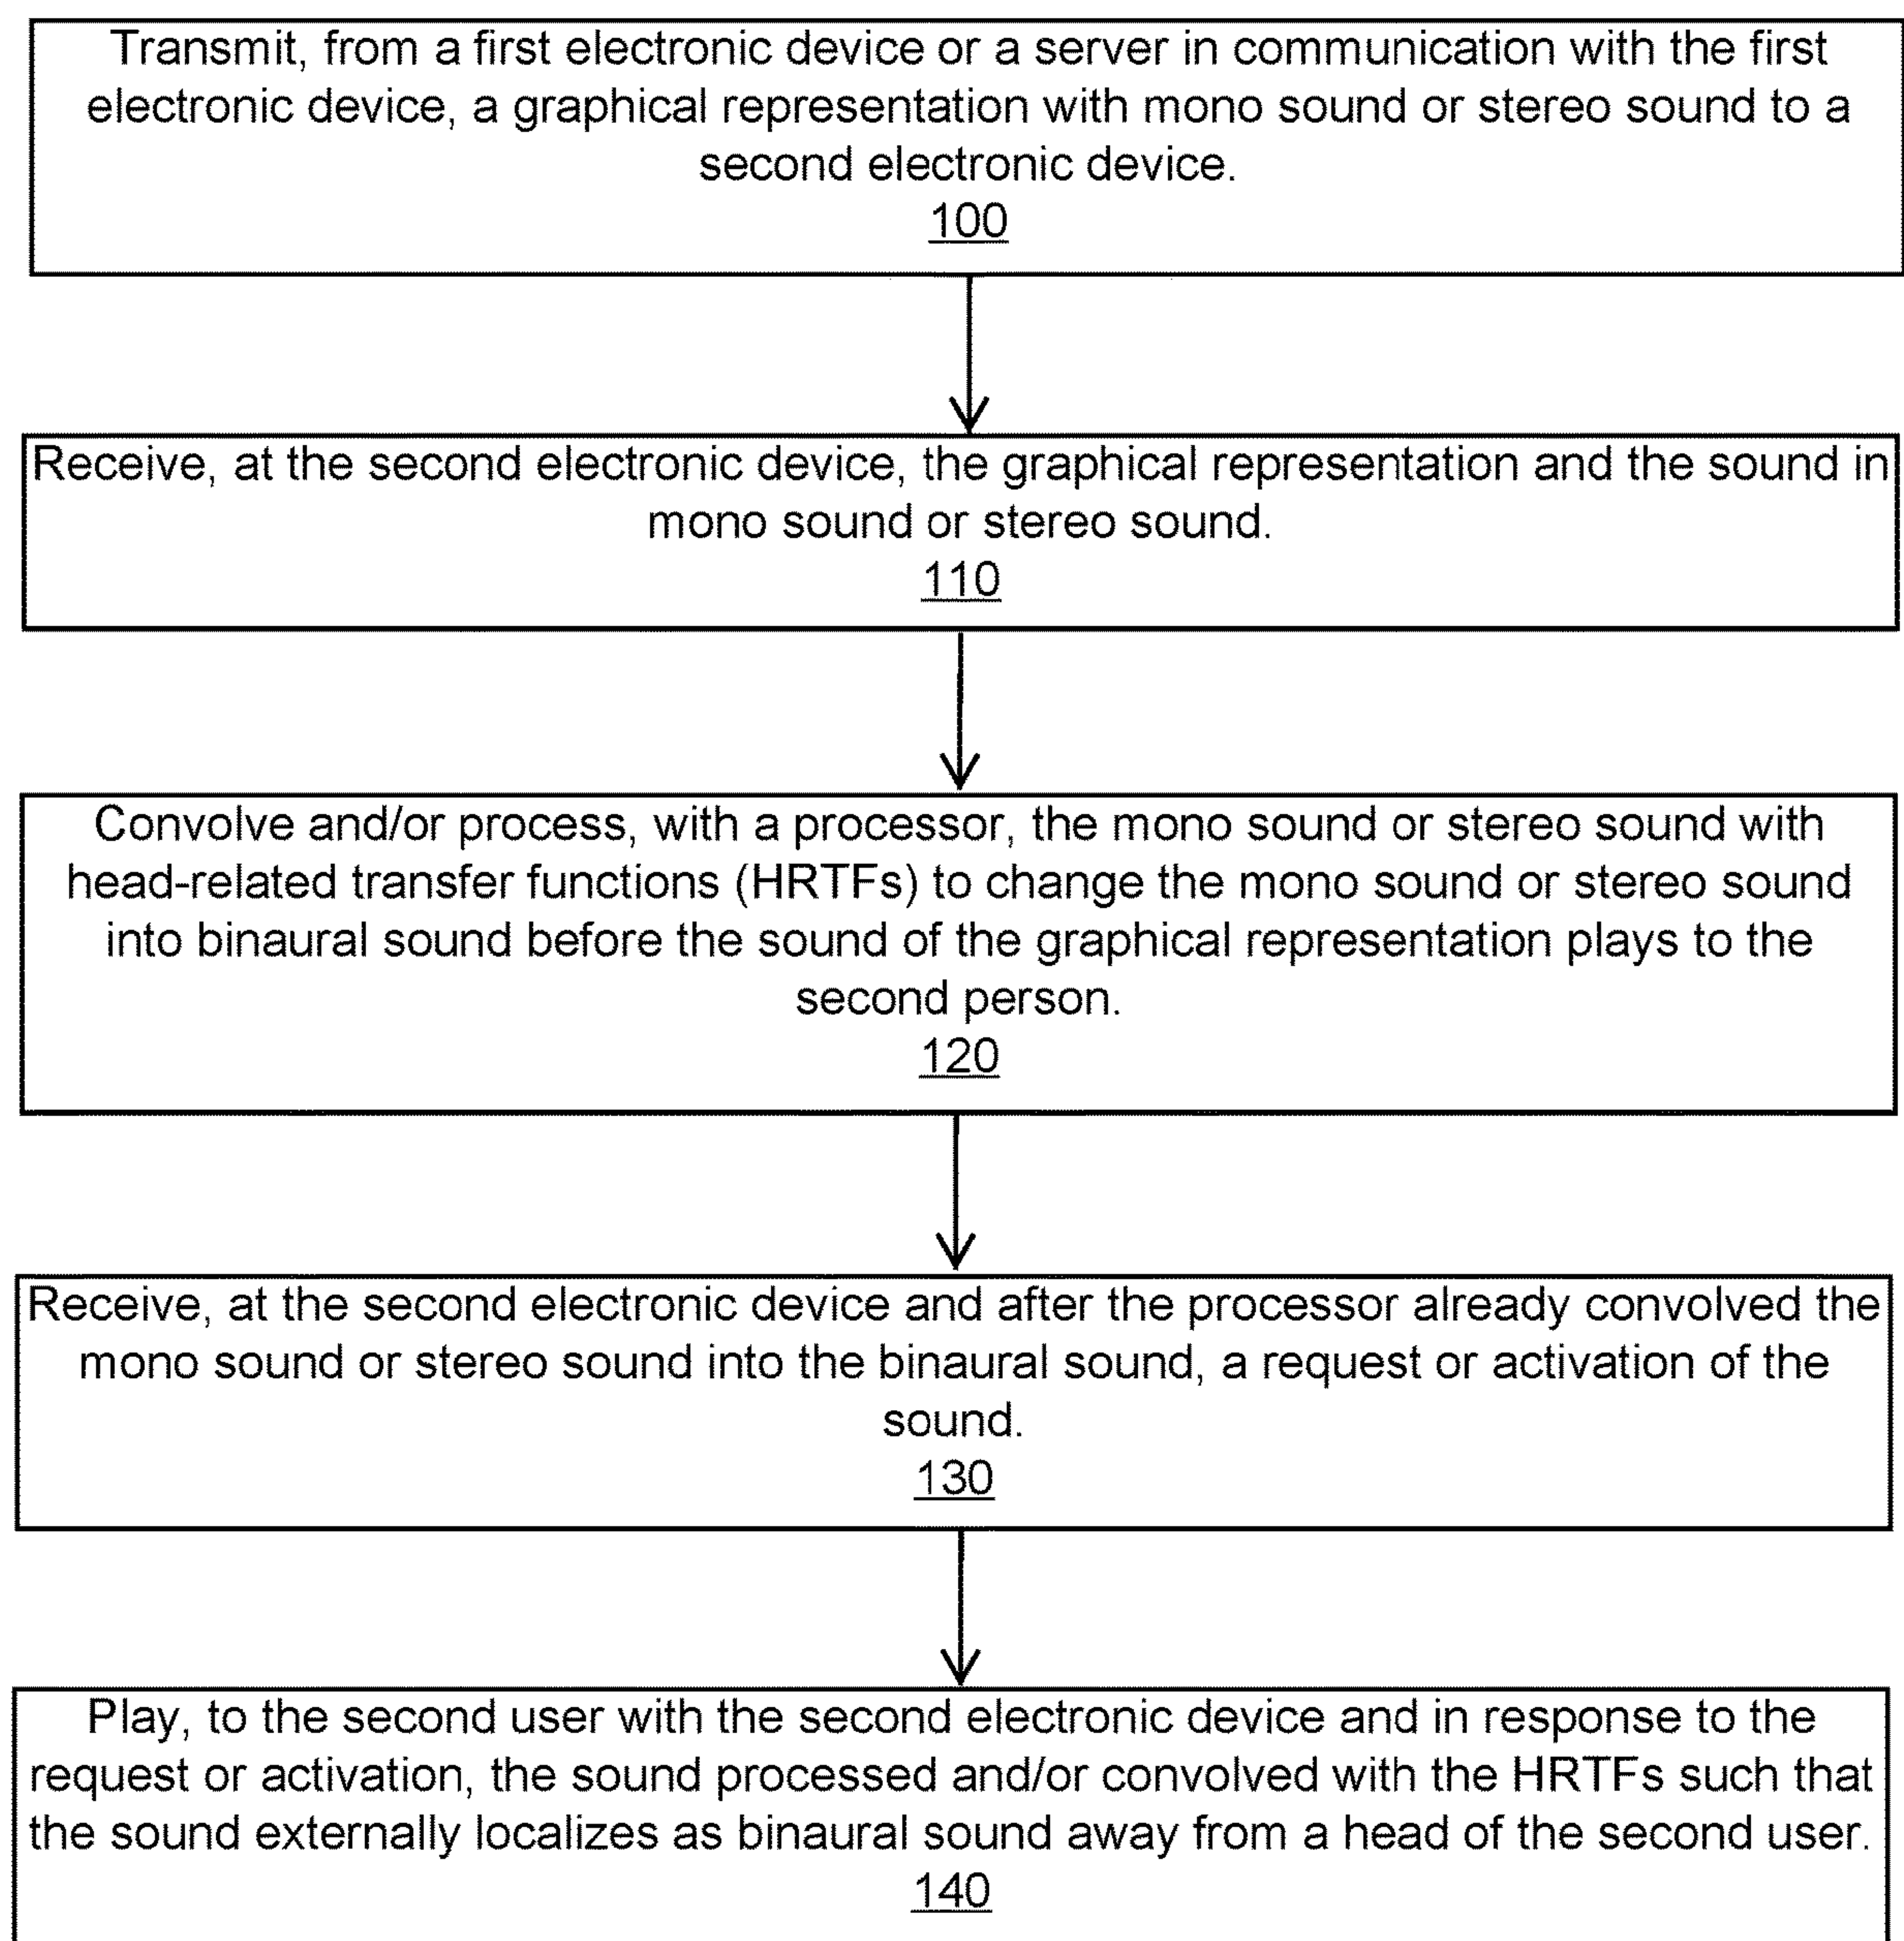 Transmit, from a first electronic device or a server in communication with the first
electronic device, a graphical representation with mono sound or stereo sound to a
second electronic device.
100
Receive, at the second electronic device, the graphical representation and the sound in
mono sound or stereo sound.
110
Convolve and/or process, with a processor, the mono sound or stereo sound with
head-related transfer functions (HRTFs) to change the mono sound or stereo sound
into binaural sound before the sound of the graphical representation plays to the
second person.
120
Receive, at the second electronic device and after the processor already convolved the
mono sound or stereo sound into the binaural sound, a request or activation of the
sound.
130
Play, to the second user with the second electronic device and in response to the
request or activation, the sound processed and/or convolved with the HRTFs such that
the sound externally localizes as binaural sound away from a head of the second user.
140